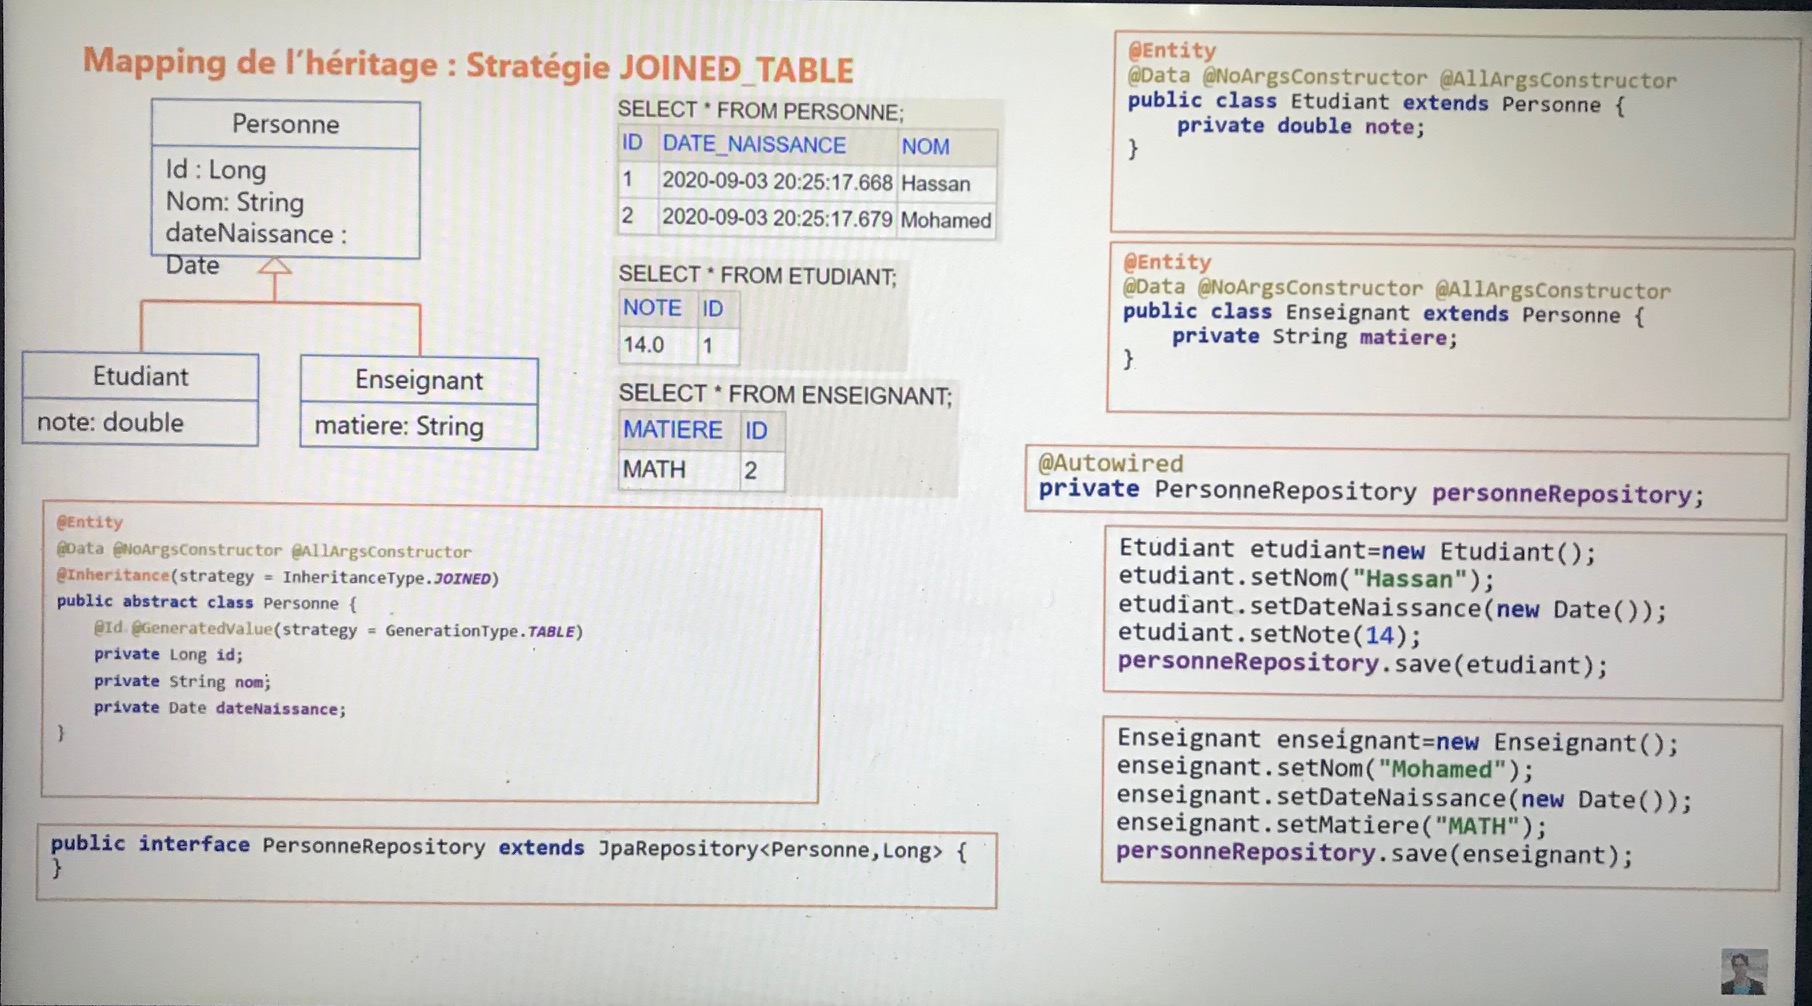 Mapping de l'héritage : Stratégie JOINED_TABLE
Personne
Id : Long
Nom: String
dateNaissance :
Date
Etudiant
note: double
Enseignant
matiere: String
SELECT * FROM PERSONNE;
ID DATE_NAISSANCE NOM
1 2020-09-03 20:25:17.668 Hassan
2 2020-09-03 20:25:17.679 Mohamed
SELECT * FROM ETUDIANT;
NOTE ID
14.0 1
SELECT * FROM ENSEIGNANT;
MATIERE ID
MATH 2
@Entity
@Data @NoArgsConstructor @AllArgsConstructor
@Inheritance(strategy = InheritanceType.JOINED)
public abstract class Personne {
@Id @GeneratedValue(strategy = GenerationType.TABLE)
private Long id;
private String nom;
private Date dateNaissance;
}
public interface PersonneRepository extends JpaRepository<Personne,Long> {
}
@Entity
@Data @NoArgsConstructor @AllArgsConstructor
public class Etudiant extends Personne {
private double note;
}
@Entity
@Data @NoArgsConstructor @AllArgsConstructor
public class Enseignant extends Personne {
private String matiere;
}
@Autowired
private PersonneRepository personneRepository;
Etudiant etudiant=new Etudiant();
etudiant.setNom("Hassan");
etudiant.setDateNaissance(new Date());
etudiant.setNote(14);
personneRepository.save(etudiant);
Enseignant enseignant=new Enseignant();
enseignant.setNom("Mohamed");
enseignant.setDateNaissance(new Date());
enseignant.setMatiere("MATH");
personneRepository.save(enseignant);